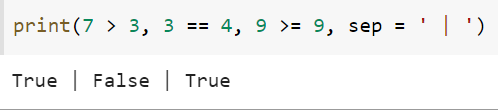 print(7 > 3, 3 == 4, 9 >= 9, sep = ' | ')
True | False | True